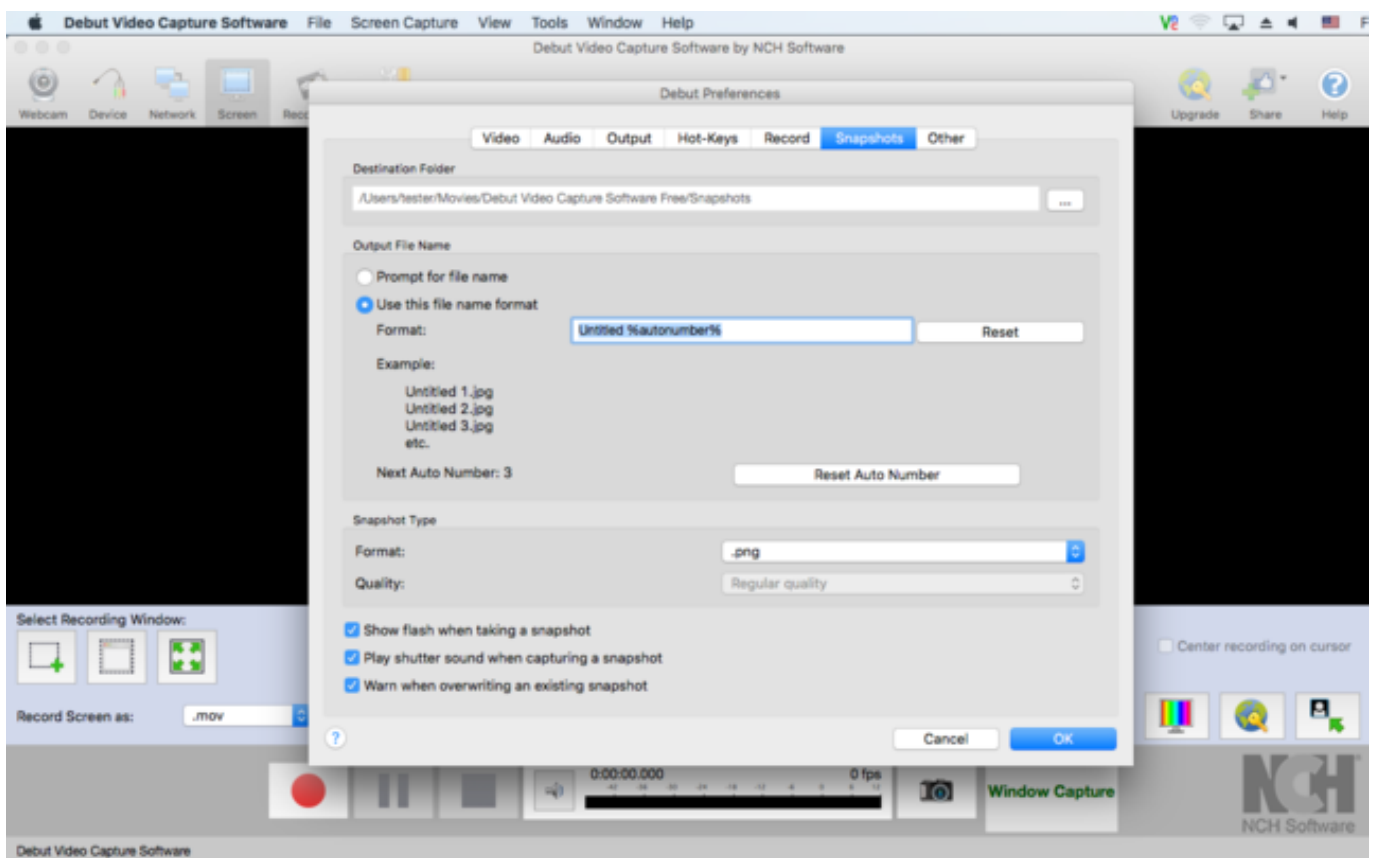 Debut Video Capture Software File Screen Capture View Tools Window Help
Debut Video Capture Software by NCH Software
Webcam Device Network Screen Upgrade Share Help
Debut Preferences
Video Audio Output Hot-Keys Record Snapshots Other
Destination Folder
/Users/tester/Movies/Debut Video Capture Software Free/Snapshots
...
Output File Name
Prompt for file name
Use this file name format
Format: Untitled %autonumber% Reset
Example:
Untitled 1.jpg
Untitled 2.jpg
Untitled 3.jpg
etc.
Next Auto Number: 3 Reset Auto Number
Snapshot Type
Format: .png
Quality: Regular quality
Select Recording Window:
Show flash when taking a snapshot
Play shutter sound when capturing a snapshot
Center recording on cursor
Warn when overwriting an existing snapshot
Record Screen as: .mov
? Cancel OK
0:00:00.000 0 fps
Window Capture
NCH
NCH Software
Debut Video Capture Software